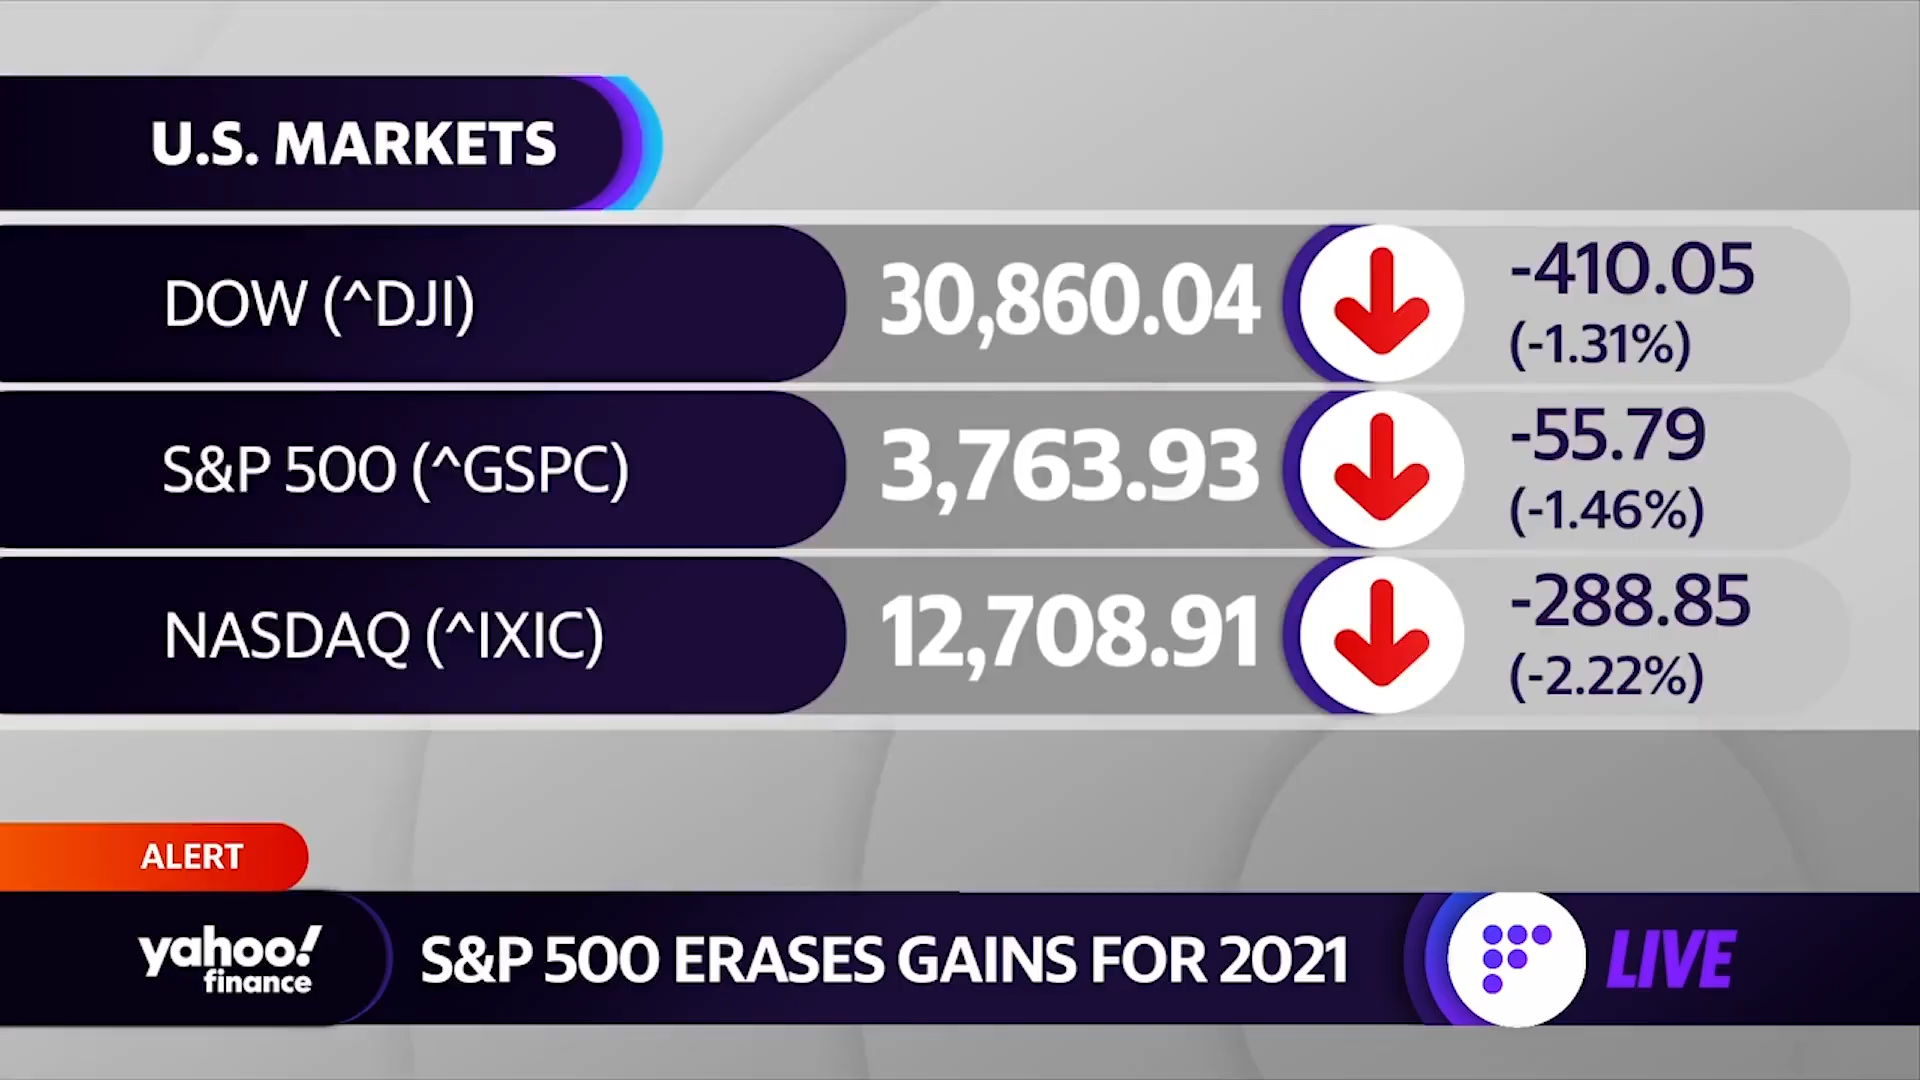 U.S. MARKETS
DOW (^DJI) 30,860.04 -410.05
(-1.31%)
S&P 500 (^GSPC) 3,763.93 -55.79
(-1.46%)
NASDAQ (^IXIC) 12,708.91 -288.85
(-2.22%)
ALERT
yahoo!
finance
S&P 500 ERASES GAINS FOR 2021
LIVE